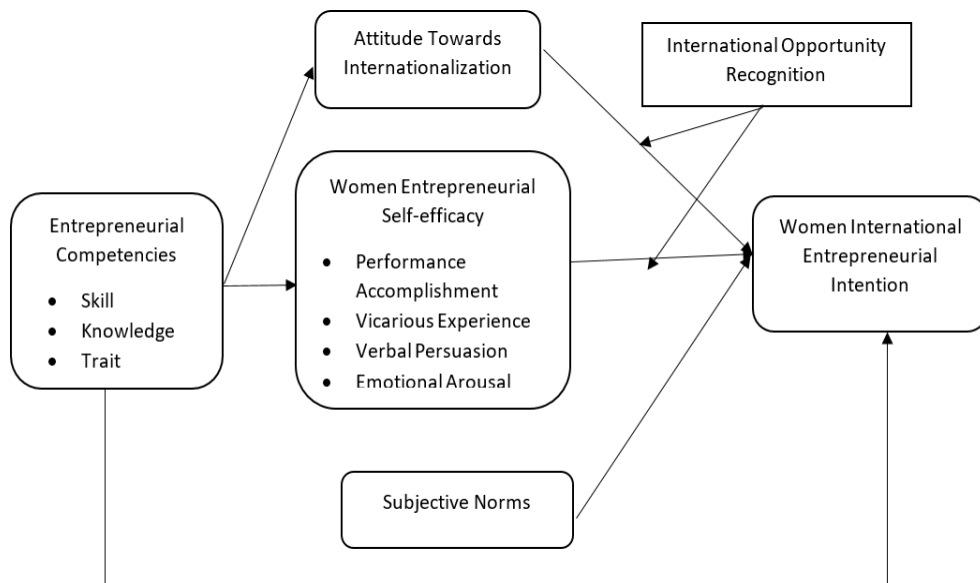 Attitude Towards
Internationalization
International Opportunity
Recognition
Women Entrepreneurial
Self-efficacy
• Performance
Accomplishment
• Vicarious Experience
• Verbal Persuasion
• Emotional Arousal
Entrepreneurial
Competencies
• Skill
• Knowledge
• Trait
Women International
Entrepreneurial
Intention
Subjective Norms